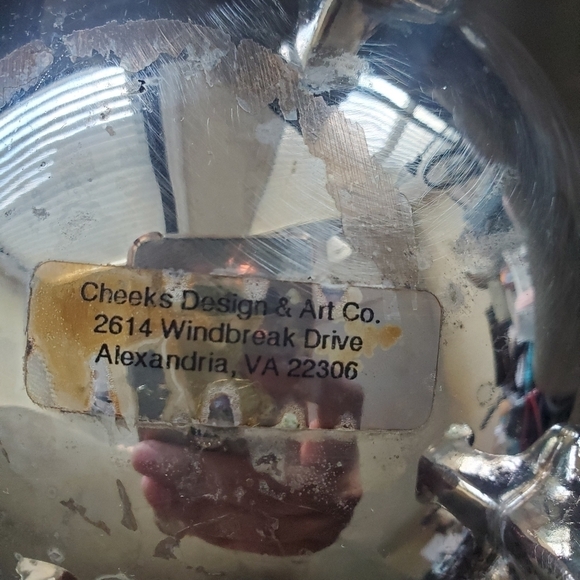 Cheeks Design & Art Co.
2614 Windbreak Drive
Alexandria, VA 22306